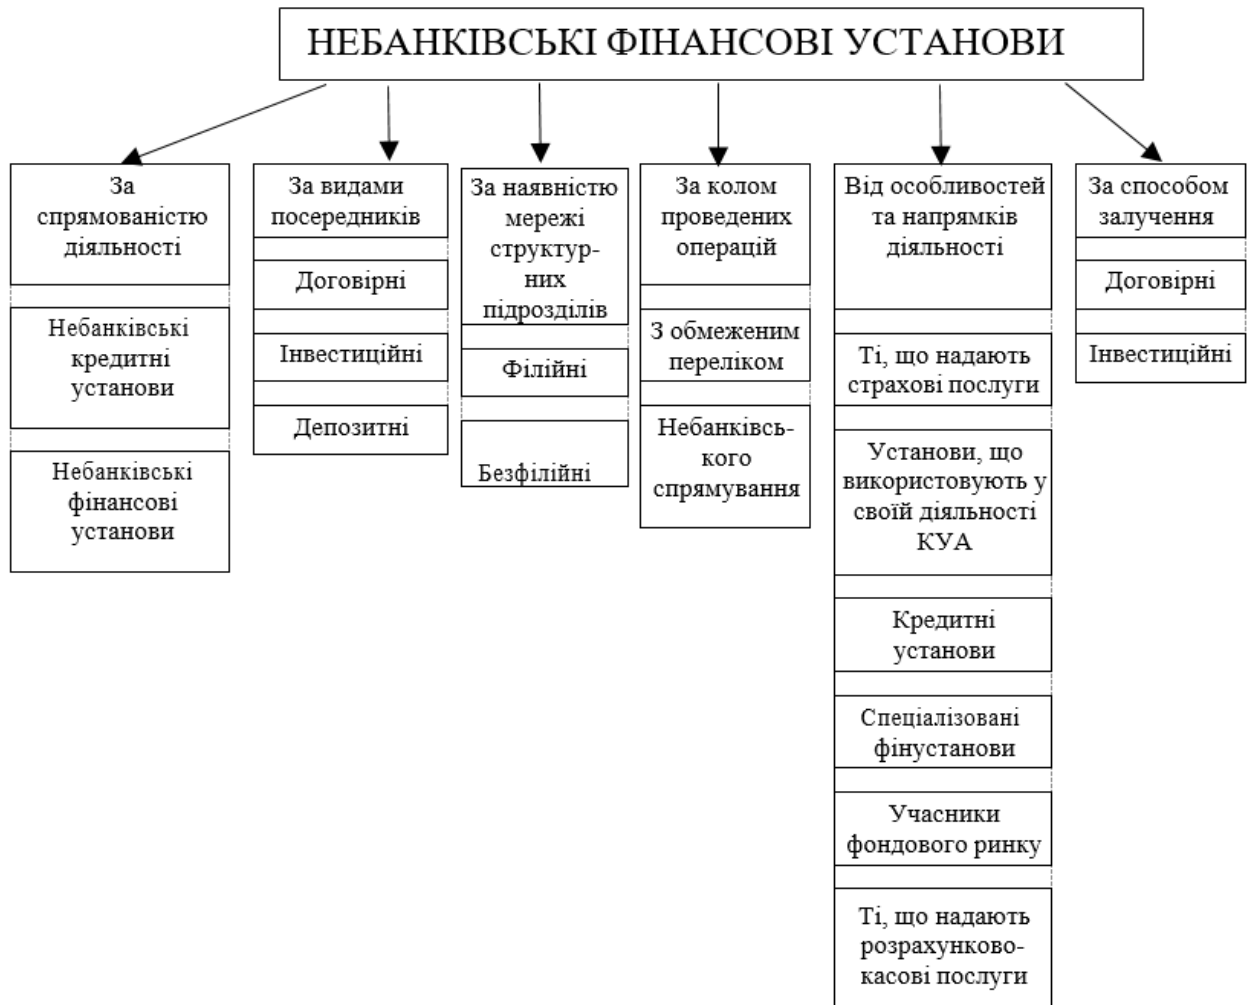 НЕБАНКІВСЬКІ ФІНАНСОВІ УСТАНОВИ
За
спрямованістю
діяльності
Небанківські
кредитні
установи
Небанківські
фінансові
установи
За видами
посередників
Договірні
Інвестиційні
Депозитні
За наявністю
мережі
структур-
них
підрозділів
Філійні
Безфілійні
За колом
проведених
операцій
З обмеженим
переліком
Небанківсь-
кого
спрямування
Від особливостей
та напрямків
діяльності
Ті, що надають
страхові послуги
Установи, що
використовують у
своїй діяльності
КУА
Кредитні
установи
Спеціалізовані
фінустанови
Учасники
фондового ринку
Ті, що надають
розрахунково-
касові послуги
За способом
залучення
Договірні
Інвестиційні